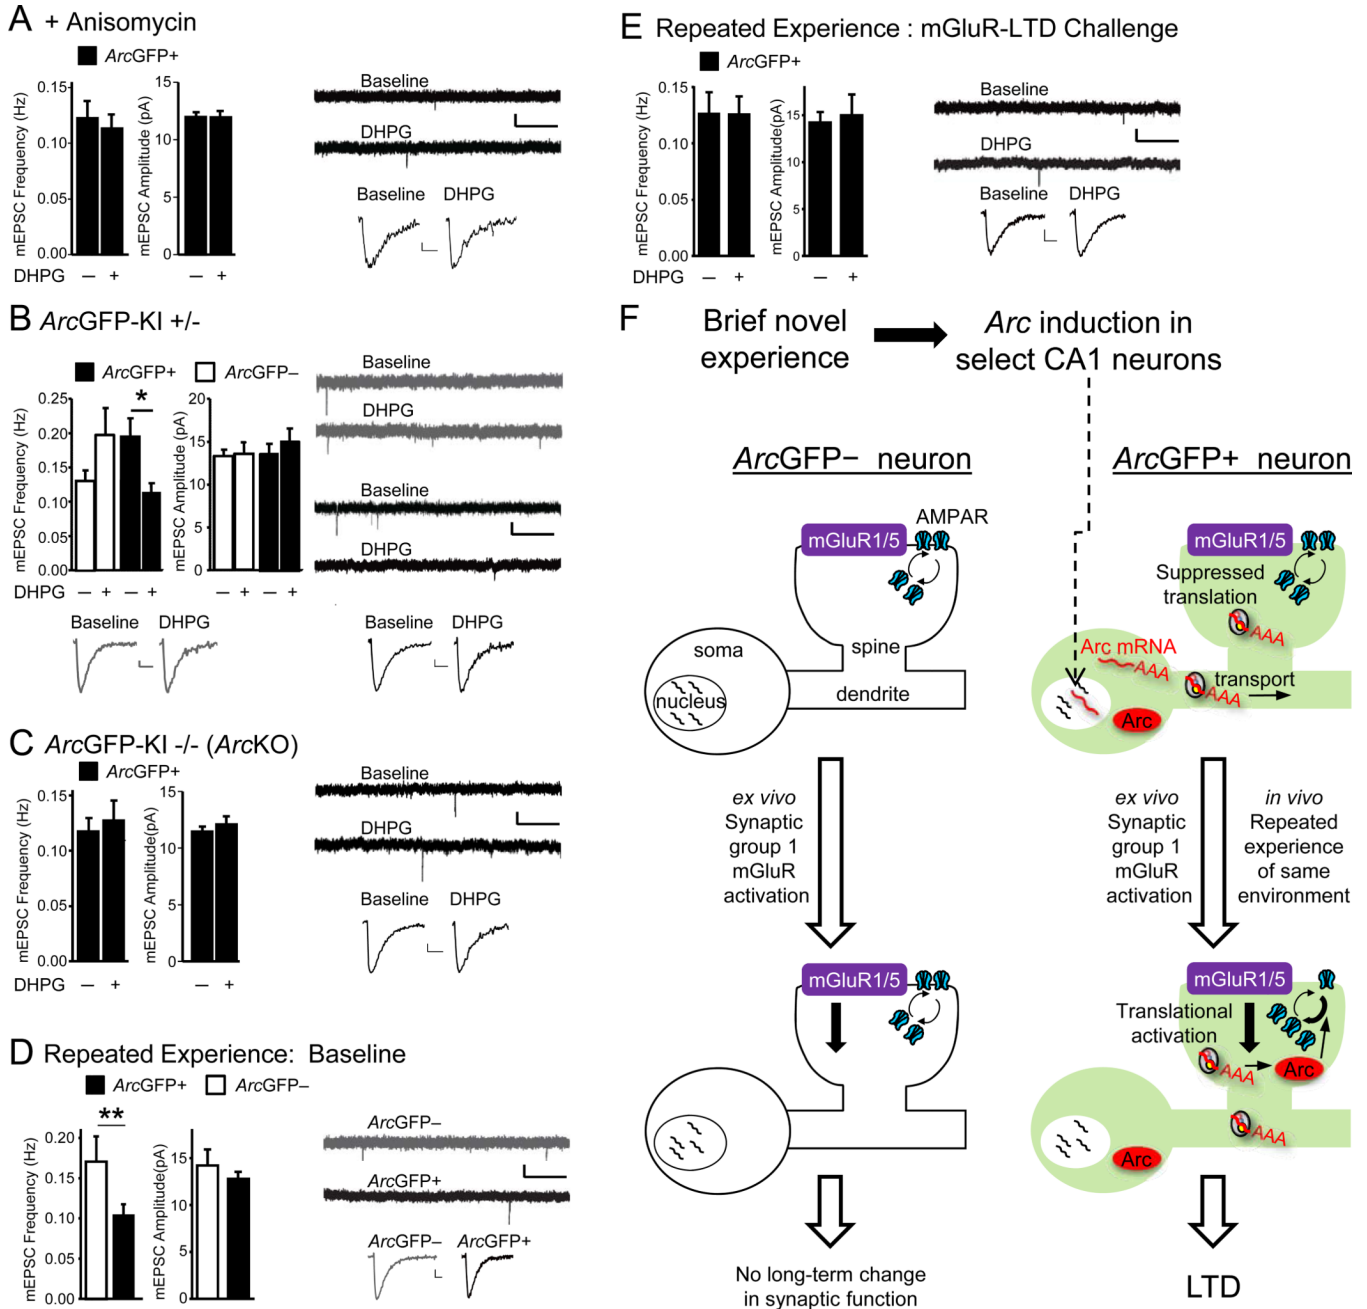 A + Anisomycin
ArcGFP+
mEPSC Frequency (Hz)
0.15
0.10
0.05
0.00
mEPSC Amplitude (pA)
15
10
5
0
DHPG – + – +
Baseline
DHPG
Baseline DHPG
B ArcGFP-KI +/-
ArcGFP+ ArcGFP–
mEPSC Frequency (Hz)
0.25
0.20
0.15
0.10
0.05
0.00
*
mEPSC Amplitude (pA)
20
15
10
5
0
DHPG – + – + – + – +
Baseline
DHPG
Baseline
DHPG
Baseline DHPG
Baseline DHPG
C ArcGFP-KI -/- (ArcKO)
ArcGFP+
mEPSC Frequency (Hz)
0.15
0.10
0.05
0.00
mEPSC Amplitude(pA)
15
10
5
0
DHPG – + – +
Baseline
DHPG
Baseline DHPG
D Repeated Experience: Baseline
ArcGFP+ ArcGFP–
mEPSC Frequency (Hz)
0.20
0.15
0.10
0.05
0.00
**
mEPSC Amplitude(pA)
15
10
5
0
ArcGFP–
ArcGFP+
ArcGFP– ArcGFP+
E Repeated Experience : mGluR-LTD Challenge
ArcGFP+
mEPSC Frequency (Hz)
0.15
0.10
0.05
0.00
mEPSC Amplitude(pA)
15
10
5
0
DHPG – + – +
Baseline
DHPG
Baseline DHPG
F
Brief novel
experience
Arc induction in
select CA1 neurons
ArcGFP– neuron
mGluR1/5
AMPAR
soma
spine
nucleus
dendrite
ex vivo
Synaptic
group 1
mGluR
activation
mGluR1/5
No long-term change
in synaptic function
ArcGFP+ neuron
mGluR1/5
Suppressed
translation
AAA
Arc mRNA
AAA
AAA
transport
Arc
ex vivo
Synaptic
group 1
mGluR
activation
in vivo
Repeated
experience
of same
environment
mGluR1/5
Translational
activation
AAA
Arc
AAA
Arc
LTD